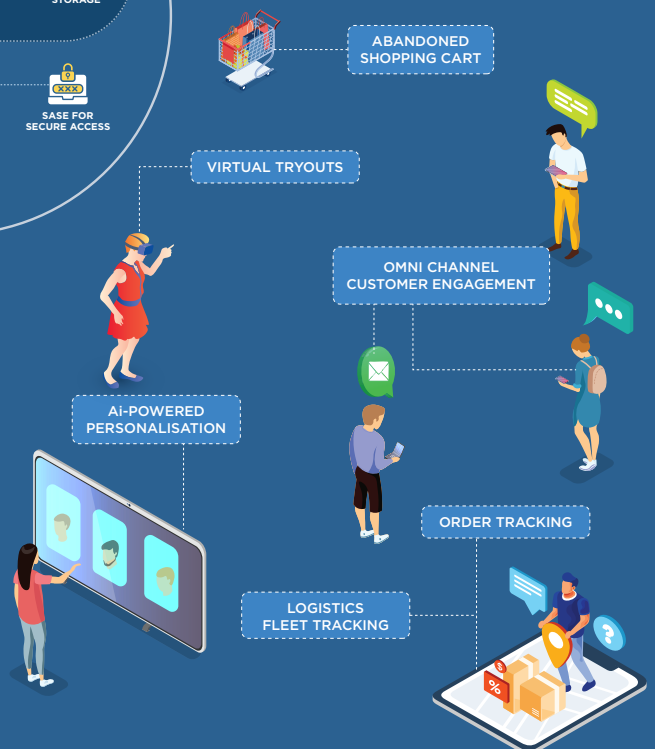 STORAGE
XXX
SASE FOR
SECURE ACCESS
ABANDONED
SHOPPING CART
VIRTUAL TRYOUTS
OMNI CHANNEL
CUSTOMER ENGAGEMENT
Ai-POWERED
PERSONALISATION
ORDER TRACKING
LOGISTICS
FLEET TRACKING
?
$
%